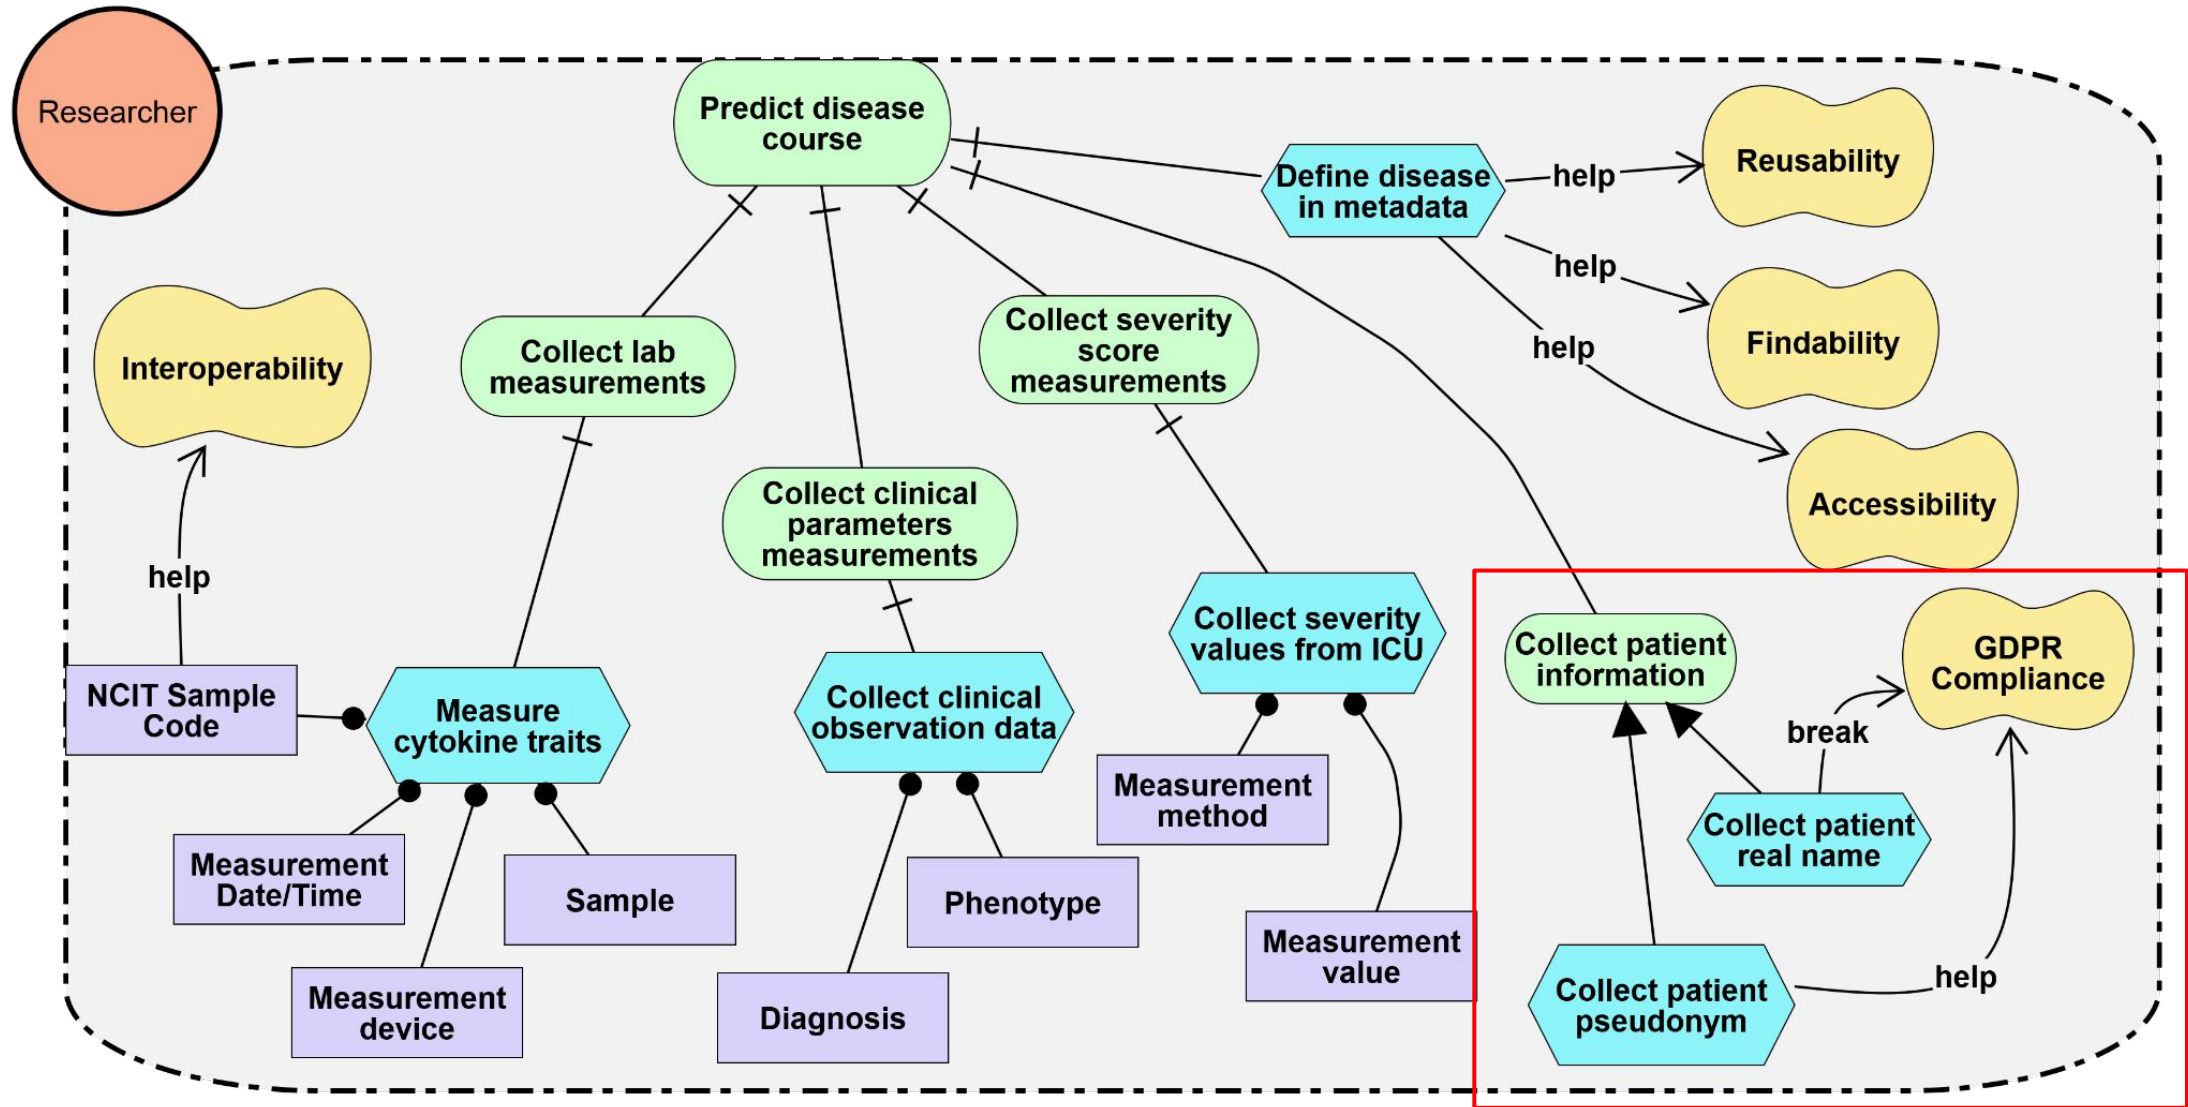 Researcher
Predict disease
course
Define disease
in metadata
help
Reusability
help
Findability
help
Accessibility
Interoperability
help
Collect lab
measurements
Collect severity
score
measurements
Collect clinical
parameters
measurements
NCIT Sample
Code
Measure
cytokine traits
Collect clinical
observation data
Collect severity
values from ICU
Collect patient
information
GDPR
Compliance
break
Measurement
Date/Time
Sample
Measurement
device
Diagnosis
Phenotype
Measurement
method
Measurement
value
Collect patient
real name
Collect patient
pseudonym
help